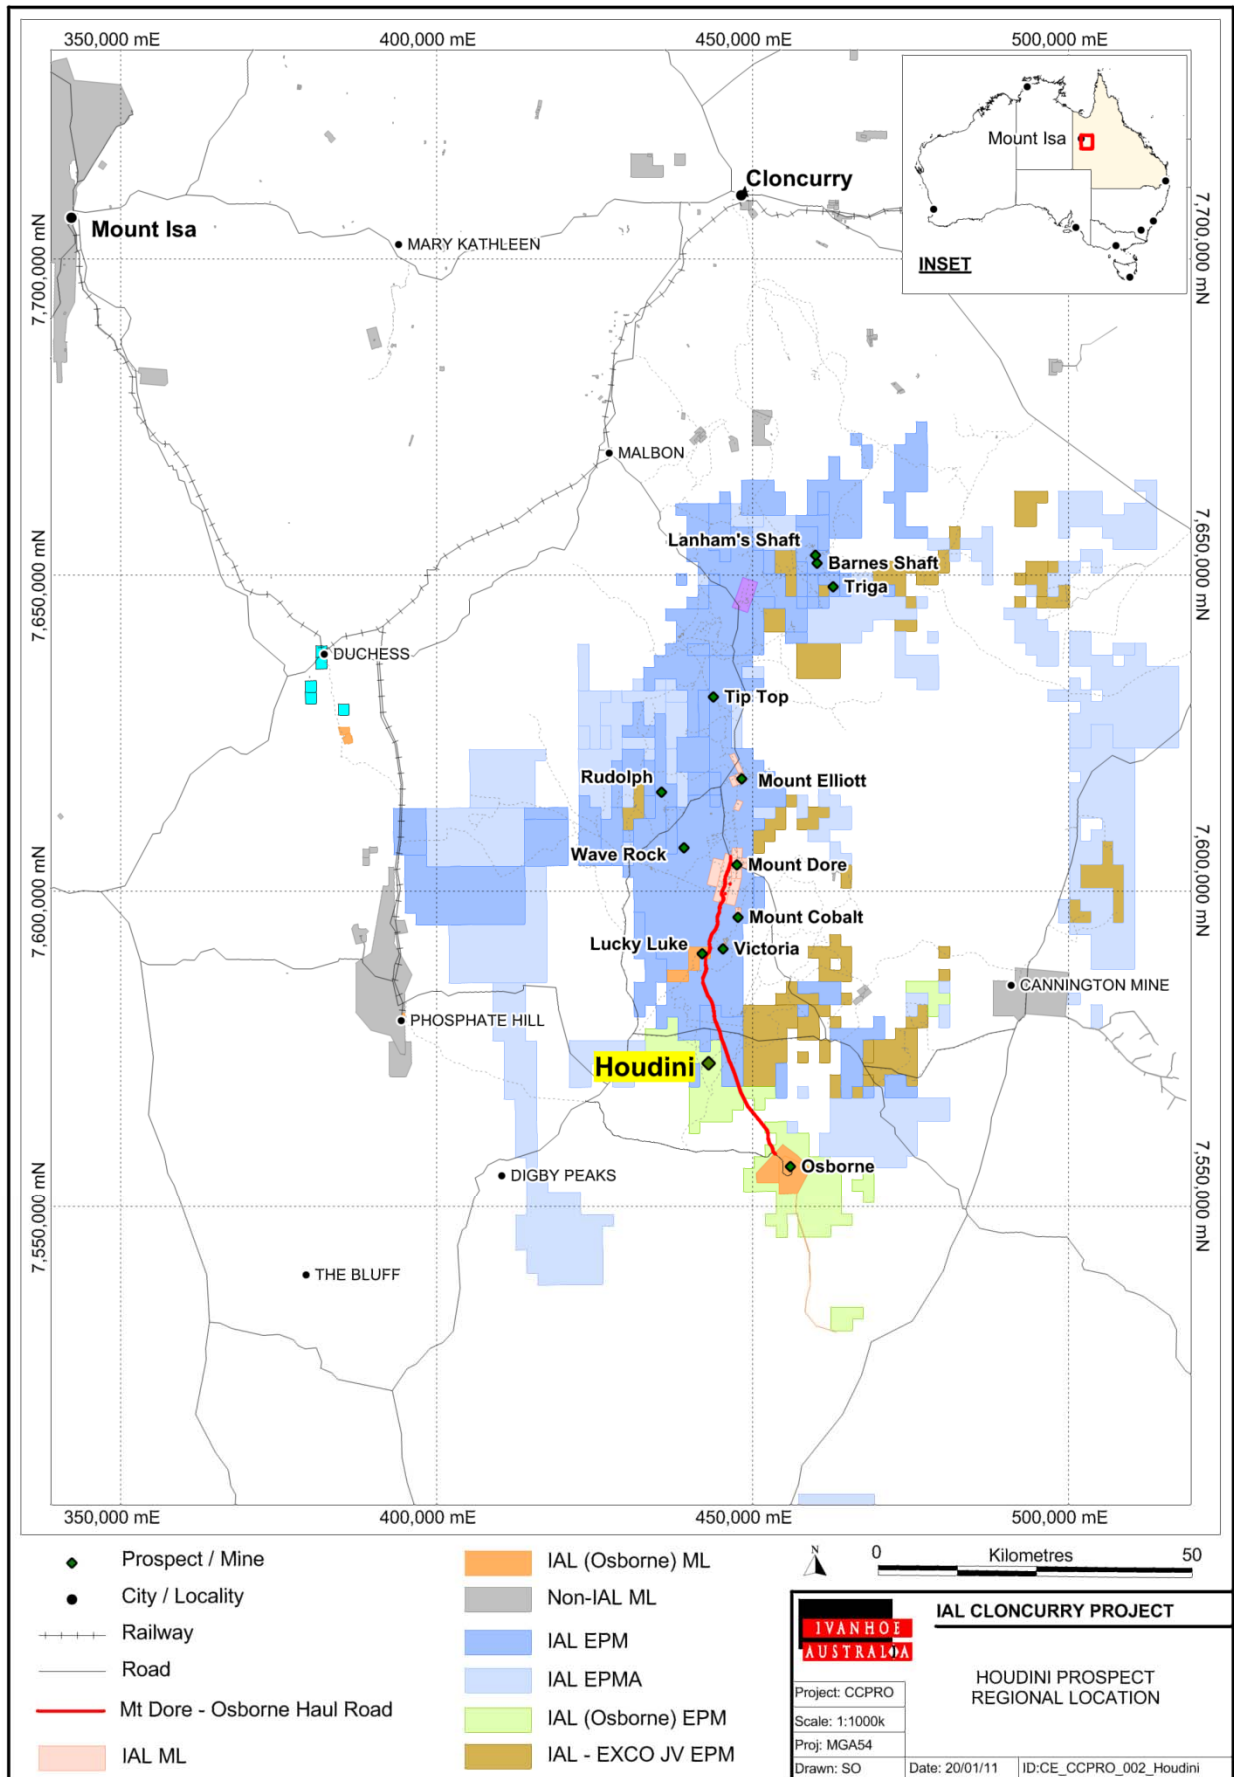 350,000 mE
400,000 mE
450,000 mE
500,000 mE
Mount Isa
INSET
Cloncurry
Mount Isa
MARY KATHLEEN
7,700,000 mN
7,700,000 mN
MALBON
Lanham's Shaft
Barnes Shaft
Triga
7,650,000 mN
7,650,000 mN
DUCHESS
Tip Top
Rudolph
Mount Elliott
Wave Rock
Mount Dore
7,600,000 mN
7,600,000 mN
Mount Cobalt
Lucky Luke
Victoria
CANNINGTON MINE
PHOSPHATE HILL
Houdini
Osborne
DIGBY PEAKS
7,550,000 mN
7,550,000 mN
THE BLUFF
350,000 mE
400,000 mE
450,000 mE
500,000 mE
Prospect / Mine
City / Locality
Railway
Road
Mt Dore - Osborne Haul Road
IAL ML
IAL (Osborne) ML
Non-IAL ML
IAL EPM
IAL EPMA
IAL (Osborne) EPM
IAL - EXCO JV EPM
N
0 Kilometres 50
IVANHOE
AUSTRALIA
IAL CLONCURRY PROJECT
HOUDINI PROSPECT
REGIONAL LOCATION
Project: CCPRO
Scale: 1:1000k
Proj: MGA54
Drawn: SO
Date: 20/01/11
ID:CE_CCPRO_002_Houdini